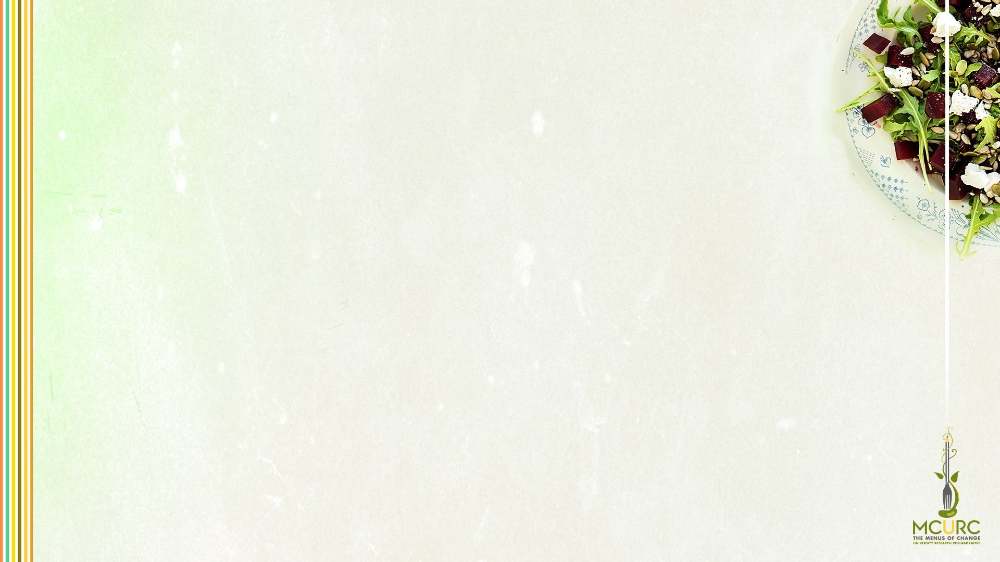 MCURC
THE MENUS OF CHANGE
UNIVERSITY RESEARCH COLLABORATIVE